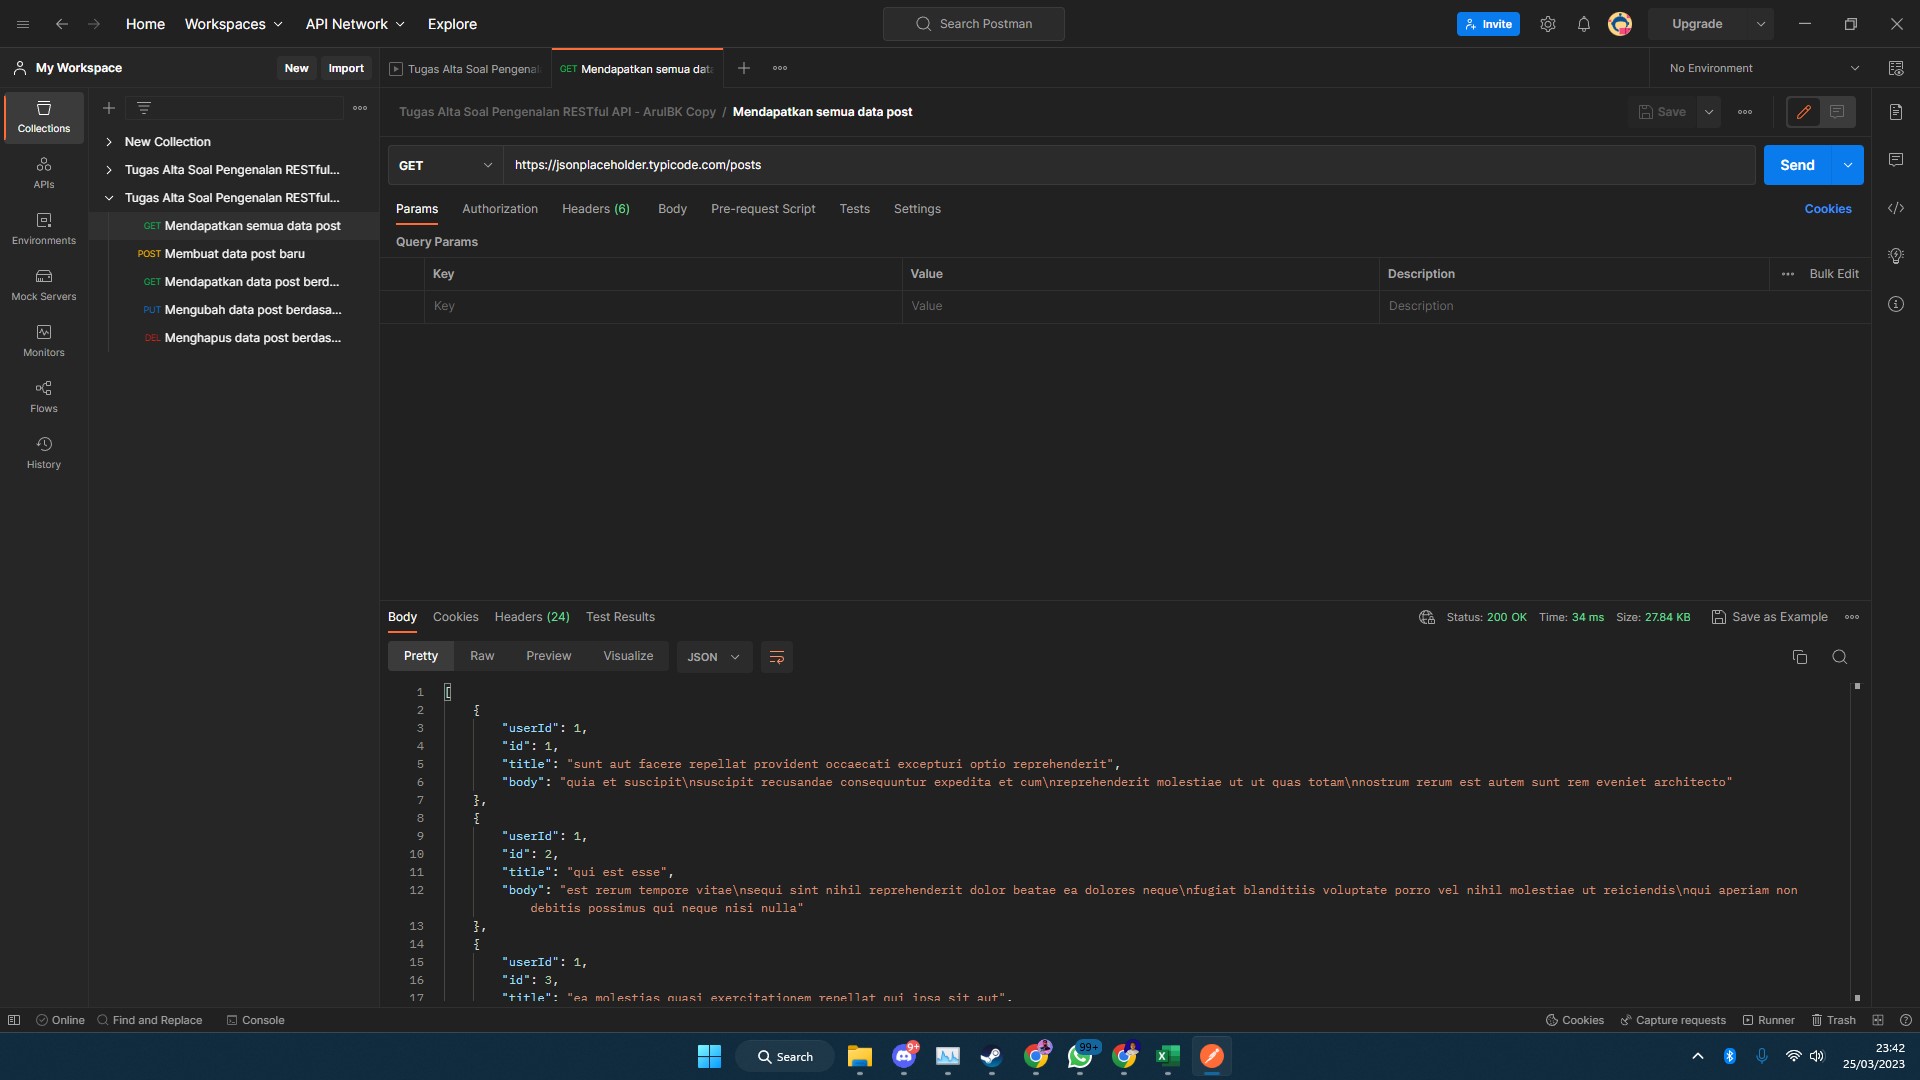 Home Workspaces API Network Explore Search Postman Invite Upgrade
My Workspace New Import Tugas Alta Soal Pengenal GET Mendapatkan semua data No Environment
Collections
APIs
Environments
Mock Servers
Monitors
Flows
History
New Collection
Tugas Alta Soal Pengenalan RESTful...
Tugas Alta Soal Pengenalan RESTful...
GET Mendapatkan semua data post
POST Membuat data post baru
GET Mendapatkan data post berd...
PUT Mengubah data post berdasa...
DEL Menghapus data post berdas...
Tugas Alta Soal Pengenalan RESTful API - ArulBK Copy / Mendapatkan semua data post Save
GET https://jsonplaceholder.typicode.com/posts Send
Params Authorization Headers (6) Body Pre-request Script Tests Settings Cookies
Query Params
Key Value Description Bulk Edit
Key Value Description
Body Cookies Headers (24) Test Results Status: 200 OK Time: 34 ms Size: 27.84 KB Save as Example
Pretty Raw Preview Visualize JSON
1 [
2 {
3 "userId": 1,
4 "id": 1,
5 "title": "sunt aut facere repellat provident occaecati excepturi optio reprehenderit",
6 "body": "quia et suscipit\nsuscipit recusandae consequuntur expedita et cum\nreprehenderit molestiae ut ut quas totam\nnostrum rerum est autem sunt rem eveniet architecto"
7 },
8 {
9 "userId": 1,
10 "id": 2,
11 "title": "qui est esse",
12 "body": "est rerum tempore vitae\nsequi sint nihil reprehenderit dolor beatae ea dolores neque\nfugiat blanditiis voluptate porro vel nihil molestiae ut reiciendis\nqui aperiam non
debitis possimus qui neque nisi nulla"
13 },
14 {
15 "userId": 1,
16 "id": 3,
17 "title": "ea molestias quasi exercitationem repellat qui ipsa sit aut",
Online Find and Replace Console Cookies Capture requests Runner Trash
Search 9+ 99+ 23:42
25/03/2023